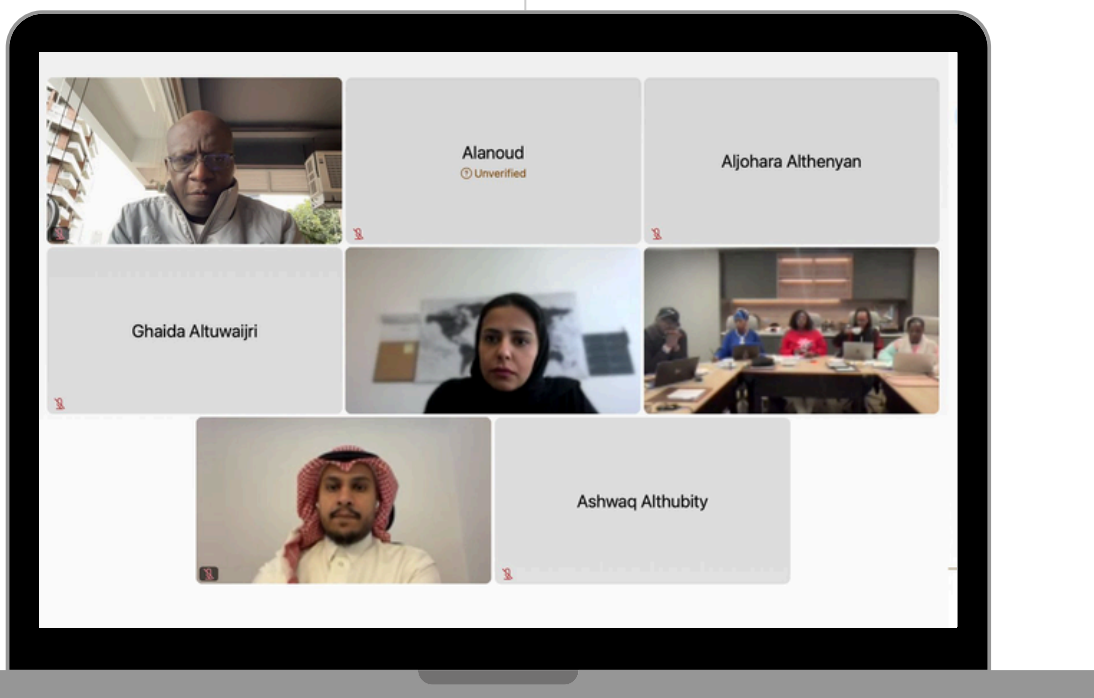 Alanoud
Unverified
Aljohara Althenyan
Ghaida Altuwaijri
Ashwaq Althubity